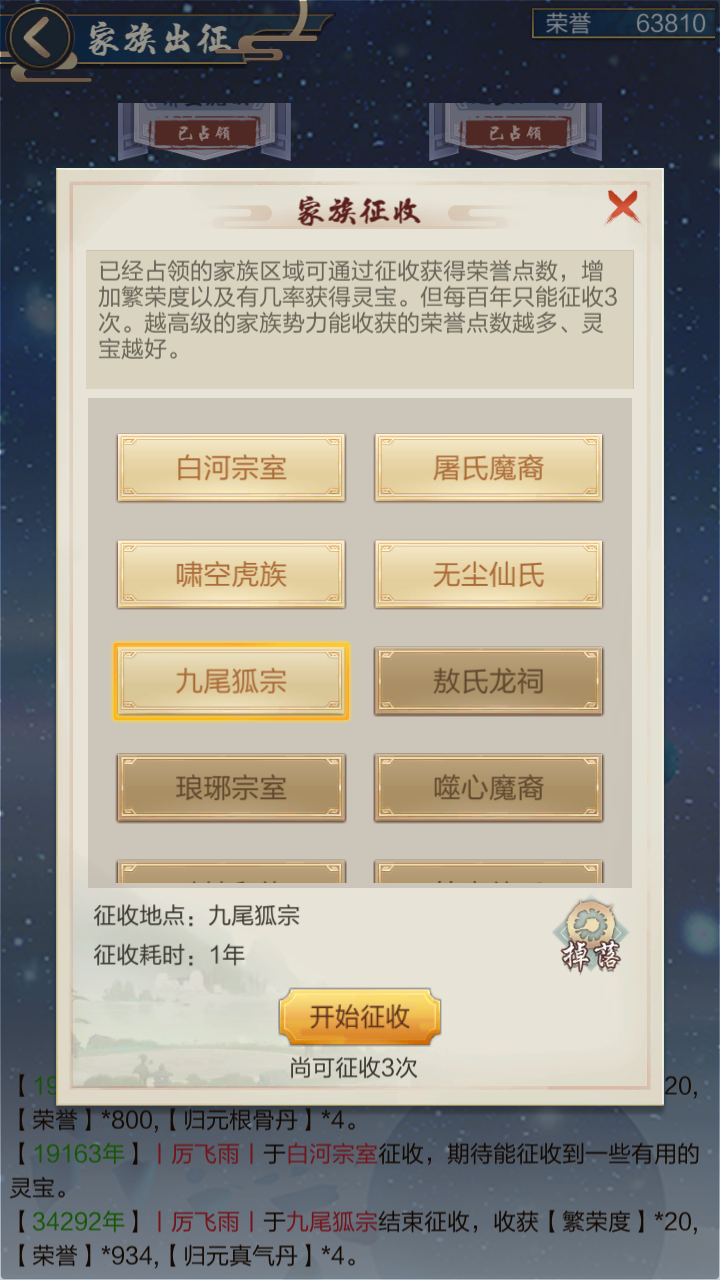 家族出征
荣誉 63810
已占领 已占领
家族征收
已经占领的家族区域可通过征收获得荣誉点数，增
加繁荣度以及有几率获得灵宝。但每百年只能征收3
次。越高级的家族势力能收获的荣誉点数越多、灵
宝越好。
白河宗室 屠氏魔裔
啸空虎族 无尘仙氏
九尾狐宗 敖氏龙祠
琅琊宗室 噬心魔裔
征收地点：九尾狐宗
征收耗时：1年
掉落
开始征收
尚可征收3次
【19 20,
【荣誉】*800,【归元根骨丹】*4。
【19163年】丨厉飞雨丨于白河宗室征收，期待能征收到一些有用的
灵宝。
【34292年】丨厉飞雨丨于九尾狐宗结束征收，收获【繁荣度】*20,
【荣誉】*934,【归元真气丹】*4。